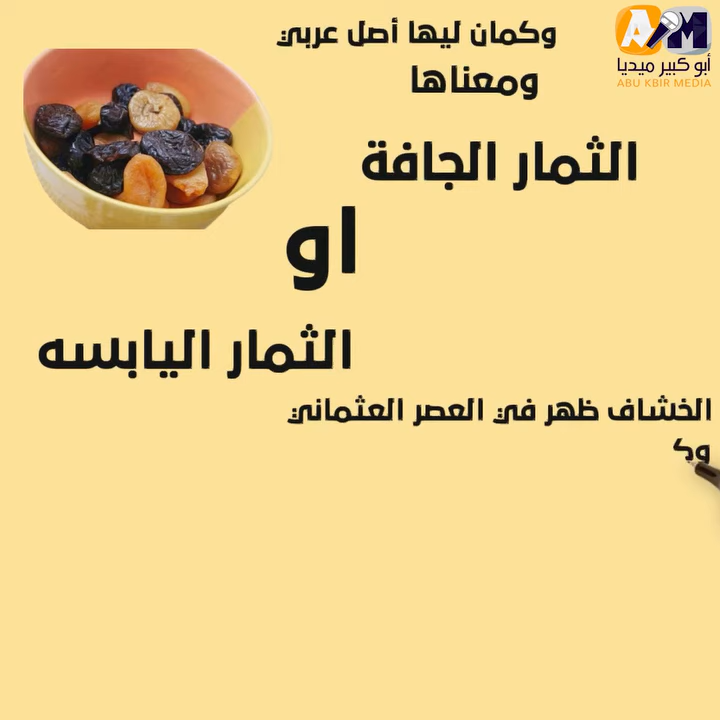 وكمان ليها أصل عربي
ومعناها
الثمار الجافة
او
الثمار اليابسه
الخشاف ظهر في العصر العثماني
وك
أبو كبير ميديا
ABU KBIR MEDIA